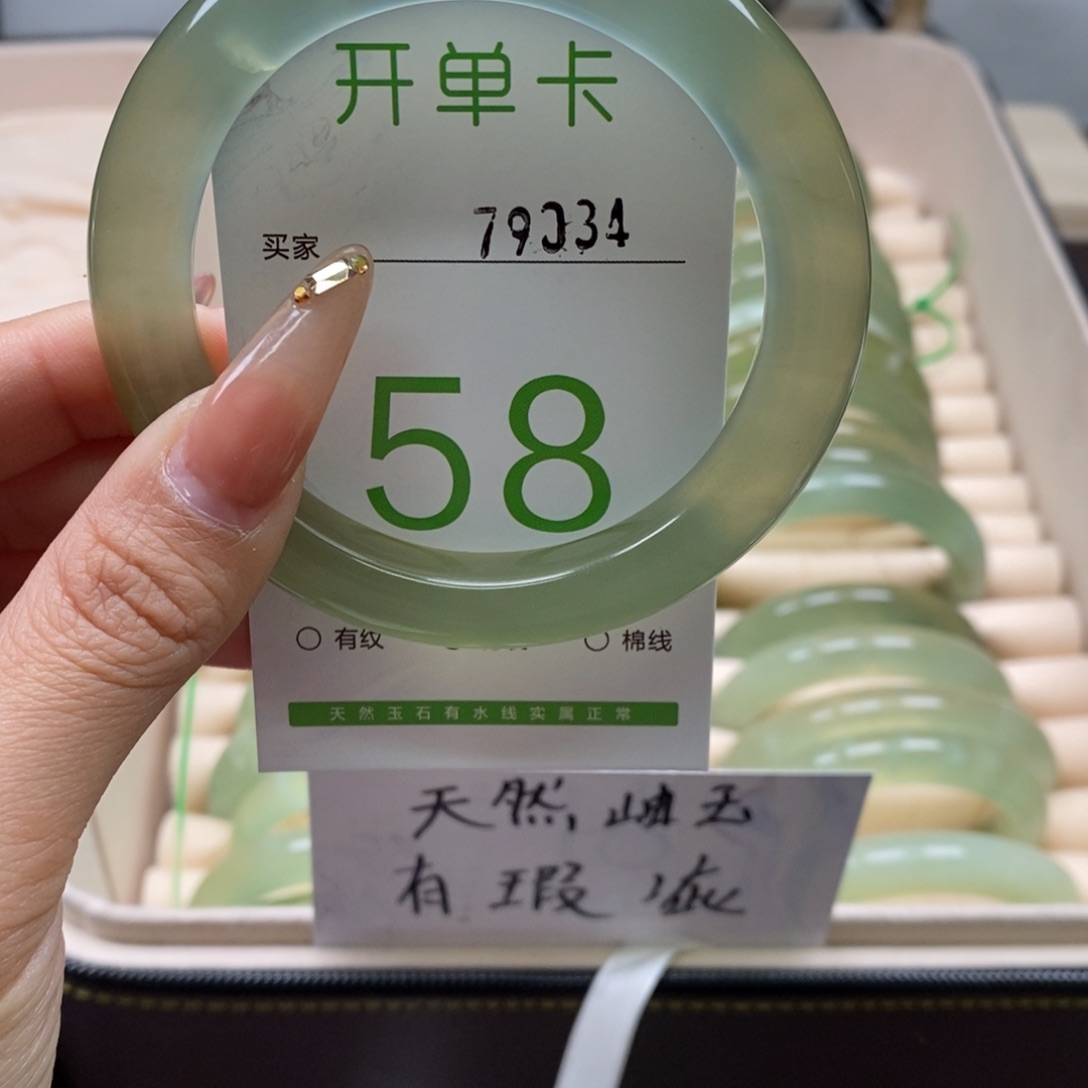 开单卡
买家 79334
58
有纹 棉线
天然玉石有水线实属正常
天然岫玉
有瑕疵